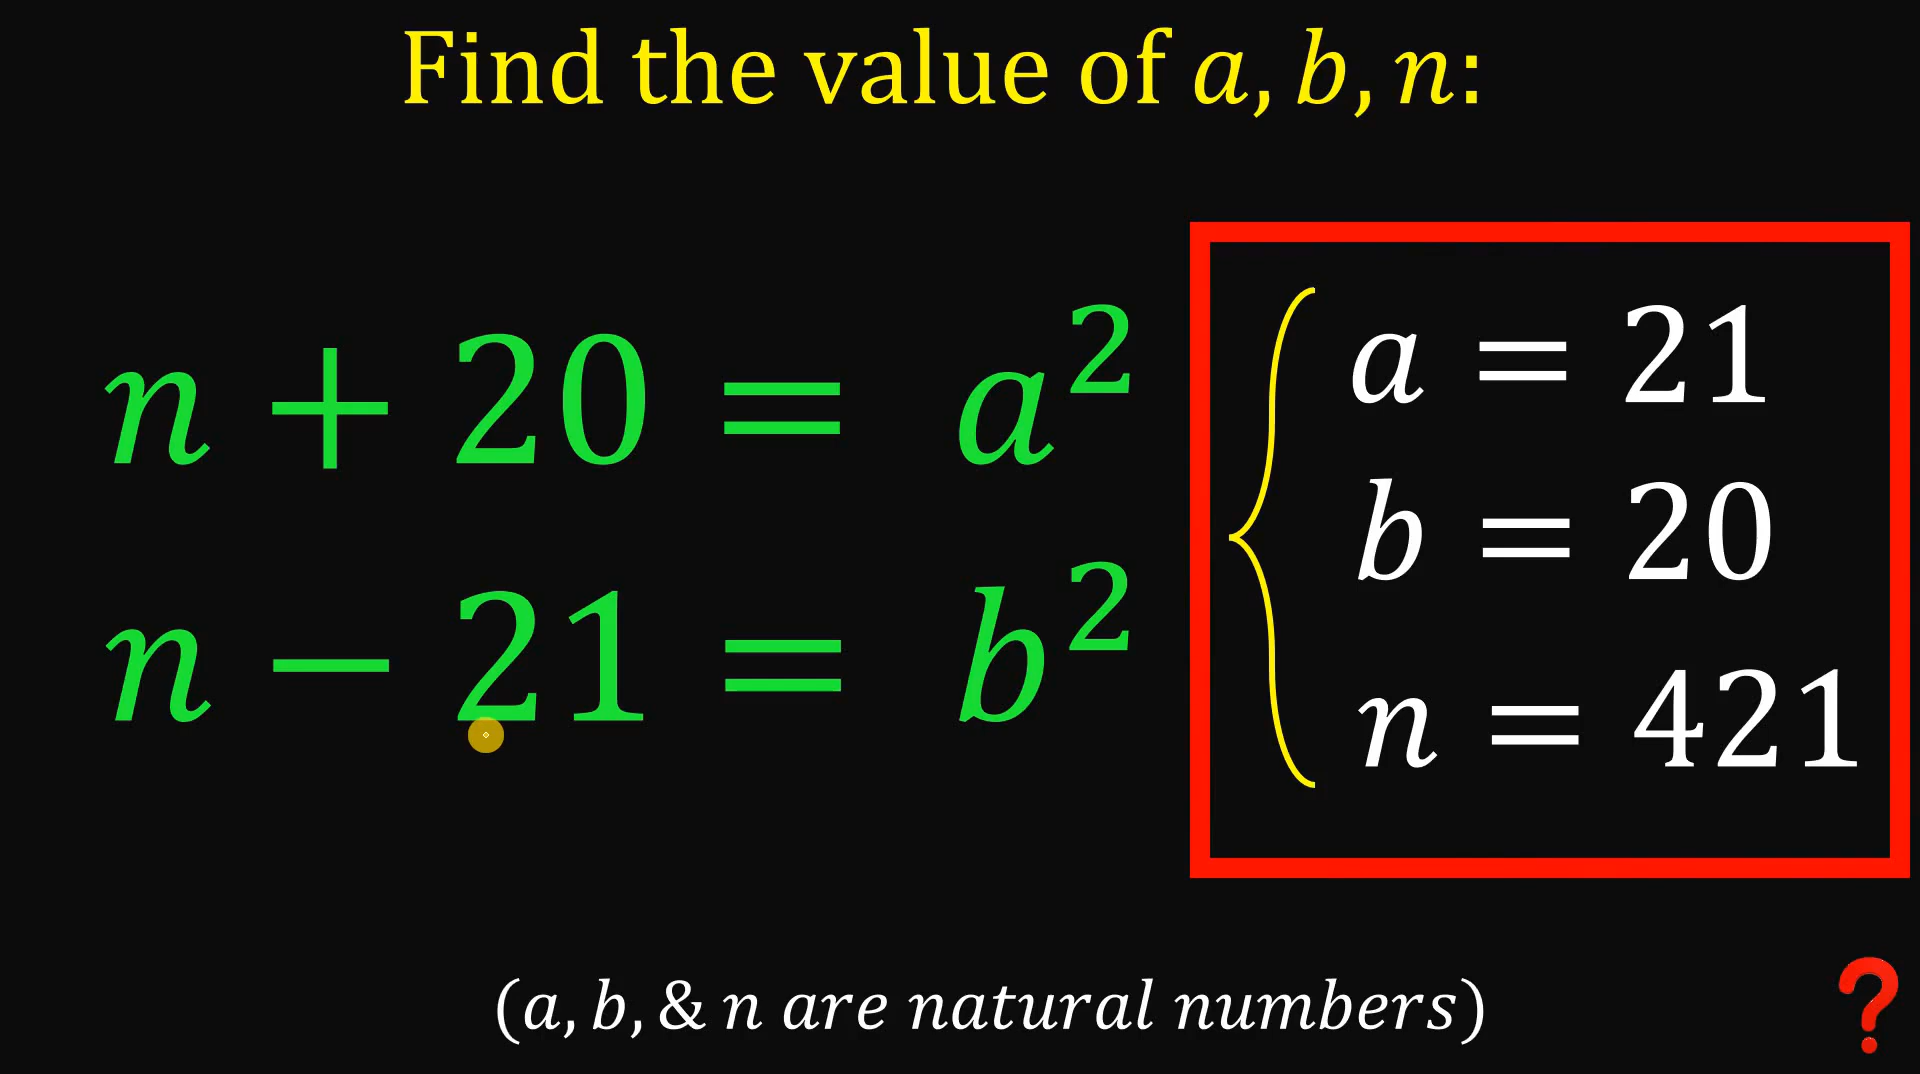 Find the value of a, b, n:
n + 20 = a²
n − 21 = b²
a = 21
b = 20
n = 421
(a, b, & n are natural numbers)
?